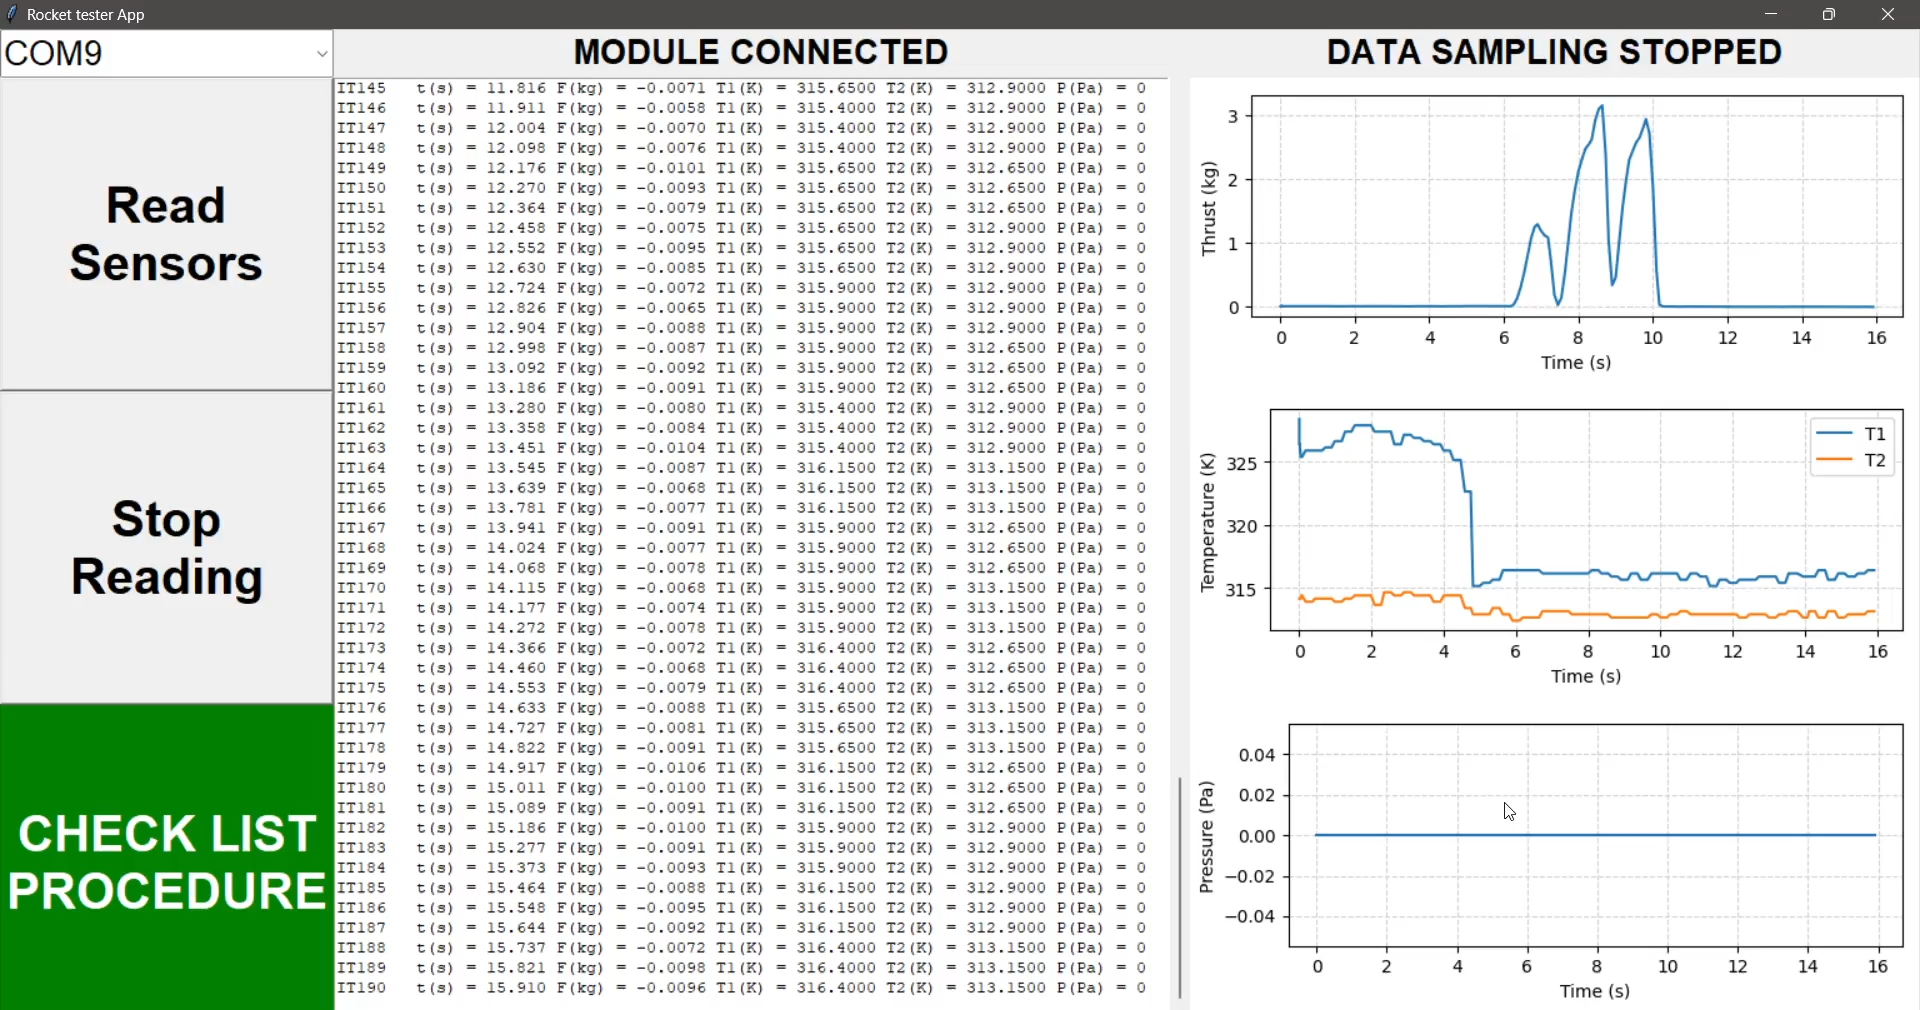 Rocket tester App
COM9
MODULE CONNECTED
DATA SAMPLING STOPPED
Read
Sensors
Stop
Reading
CHECK LIST
PROCEDURE
IT145 t(s) = 11.816 F(kg) = -0.0071 T1(K) = 315.6500 T2(K) = 312.9000 P(Pa) = 0
IT146 t(s) = 11.911 F(kg) = -0.0058 T1(K) = 315.4000 T2(K) = 312.9000 P(Pa) = 0
IT147 t(s) = 12.004 F(kg) = -0.0070 T1(K) = 315.4000 T2(K) = 312.9000 P(Pa) = 0
IT148 t(s) = 12.098 F(kg) = -0.0076 T1(K) = 315.4000 T2(K) = 312.9000 P(Pa) = 0
IT149 t(s) = 12.176 F(kg) = -0.0101 T1(K) = 315.6500 T2(K) = 312.6500 P(Pa) = 0
IT150 t(s) = 12.270 F(kg) = -0.0093 T1(K) = 315.6500 T2(K) = 312.6500 P(Pa) = 0
IT151 t(s) = 12.364 F(kg) = -0.0079 T1(K) = 315.6500 T2(K) = 312.6500 P(Pa) = 0
IT152 t(s) = 12.458 F(kg) = -0.0075 T1(K) = 315.6500 T2(K) = 312.9000 P(Pa) = 0
IT153 t(s) = 12.552 F(kg) = -0.0095 T1(K) = 315.6500 T2(K) = 312.9000 P(Pa) = 0
IT154 t(s) = 12.630 F(kg) = -0.0085 T1(K) = 315.6500 T2(K) = 312.9000 P(Pa) = 0
IT155 t(s) = 12.724 F(kg) = -0.0072 T1(K) = 315.9000 T2(K) = 312.9000 P(Pa) = 0
IT156 t(s) = 12.826 F(kg) = -0.0065 T1(K) = 315.9000 T2(K) = 312.9000 P(Pa) = 0
IT157 t(s) = 12.904 F(kg) = -0.0088 T1(K) = 315.9000 T2(K) = 312.9000 P(Pa) = 0
IT158 t(s) = 12.998 F(kg) = -0.0087 T1(K) = 315.9000 T2(K) = 312.6500 P(Pa) = 0
IT159 t(s) = 13.092 F(kg) = -0.0092 T1(K) = 315.9000 T2(K) = 312.6500 P(Pa) = 0
IT160 t(s) = 13.186 F(kg) = -0.0091 T1(K) = 315.9000 T2(K) = 312.6500 P(Pa) = 0
IT161 t(s) = 13.280 F(kg) = -0.0080 T1(K) = 315.4000 T2(K) = 312.9000 P(Pa) = 0
IT162 t(s) = 13.358 F(kg) = -0.0084 T1(K) = 315.4000 T2(K) = 312.9000 P(Pa) = 0
IT163 t(s) = 13.451 F(kg) = -0.0104 T1(K) = 315.4000 T2(K) = 312.9000 P(Pa) = 0
IT164 t(s) = 13.545 F(kg) = -0.0087 T1(K) = 316.1500 T2(K) = 313.1500 P(Pa) = 0
IT165 t(s) = 13.639 F(kg) = -0.0068 T1(K) = 316.1500 T2(K) = 313.1500 P(Pa) = 0
IT166 t(s) = 13.781 F(kg) = -0.0077 T1(K) = 316.1500 T2(K) = 313.1500 P(Pa) = 0
IT167 t(s) = 13.941 F(kg) = -0.0091 T1(K) = 315.9000 T2(K) = 312.6500 P(Pa) = 0
IT168 t(s) = 14.024 F(kg) = -0.0077 T1(K) = 315.9000 T2(K) = 312.6500 P(Pa) = 0
IT169 t(s) = 14.068 F(kg) = -0.0078 T1(K) = 315.9000 T2(K) = 312.6500 P(Pa) = 0
IT170 t(s) = 14.115 F(kg) = -0.0068 T1(K) = 315.9000 T2(K) = 313.1500 P(Pa) = 0
IT171 t(s) = 14.177 F(kg) = -0.0074 T1(K) = 315.9000 T2(K) = 313.1500 P(Pa) = 0
IT172 t(s) = 14.272 F(kg) = -0.0078 T1(K) = 315.9000 T2(K) = 313.1500 P(Pa) = 0
IT173 t(s) = 14.366 F(kg) = -0.0072 T1(K) = 316.4000 T2(K) = 312.6500 P(Pa) = 0
IT174 t(s) = 14.460 F(kg) = -0.0068 T1(K) = 316.4000 T2(K) = 312.6500 P(Pa) = 0
IT175 t(s) = 14.553 F(kg) = -0.0079 T1(K) = 316.4000 T2(K) = 312.6500 P(Pa) = 0
IT176 t(s) = 14.633 F(kg) = -0.0088 T1(K) = 315.6500 T2(K) = 313.1500 P(Pa) = 0
IT177 t(s) = 14.727 F(kg) = -0.0081 T1(K) = 315.6500 T2(K) = 313.1500 P(Pa) = 0
IT178 t(s) = 14.822 F(kg) = -0.0091 T1(K) = 315.6500 T2(K) = 313.1500 P(Pa) = 0
IT179 t(s) = 14.917 F(kg) = -0.0106 T1(K) = 316.1500 T2(K) = 312.6500 P(Pa) = 0
IT180 t(s) = 15.011 F(kg) = -0.0100 T1(K) = 316.1500 T2(K) = 312.6500 P(Pa) = 0
IT181 t(s) = 15.089 F(kg) = -0.0091 T1(K) = 316.1500 T2(K) = 312.6500 P(Pa) = 0
IT182 t(s) = 15.186 F(kg) = -0.0100 T1(K) = 315.9000 T2(K) = 312.9000 P(Pa) = 0
IT183 t(s) = 15.277 F(kg) = -0.0091 T1(K) = 315.9000 T2(K) = 312.9000 P(Pa) = 0
IT184 t(s) = 15.373 F(kg) = -0.0093 T1(K) = 315.9000 T2(K) = 312.9000 P(Pa) = 0
IT185 t(s) = 15.464 F(kg) = -0.0088 T1(K) = 316.1500 T2(K) = 312.9000 P(Pa) = 0
IT186 t(s) = 15.548 F(kg) = -0.0095 T1(K) = 316.1500 T2(K) = 312.9000 P(Pa) = 0
IT187 t(s) = 15.644 F(kg) = -0.0092 T1(K) = 316.1500 T2(K) = 312.9000 P(Pa) = 0
IT188 t(s) = 15.737 F(kg) = -0.0072 T1(K) = 316.4000 T2(K) = 313.1500 P(Pa) = 0
IT189 t(s) = 15.821 F(kg) = -0.0098 T1(K) = 316.4000 T2(K) = 313.1500 P(Pa) = 0
IT190 t(s) = 15.910 F(kg) = -0.0096 T1(K) = 316.4000 T2(K) = 313.1500 P(Pa) = 0
Thrust (kg)
3
2
1
0
0 2 4 6 8 10 12 14 16
Time (s)
Temperature (K)
T1
T2
325
320
315
0 2 4 6 8 10 12 14 16
Time (s)
Pressure (Pa)
0.04
0.02
0.00
−0.02
−0.04
0 2 4 6 8 10 12 14 16
Time (s)